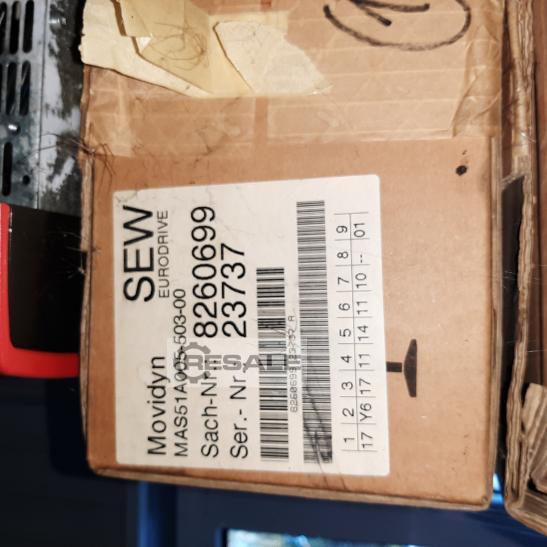 SEW
EURODRIVE
Movidyn
MAS51A005-503-00
Sach-Nr.: 8260699
Ser.- Nr.: 23737
1 2 3 4 5 6 7 8 9
17 Y6 17 11 14 11 10 -- 01